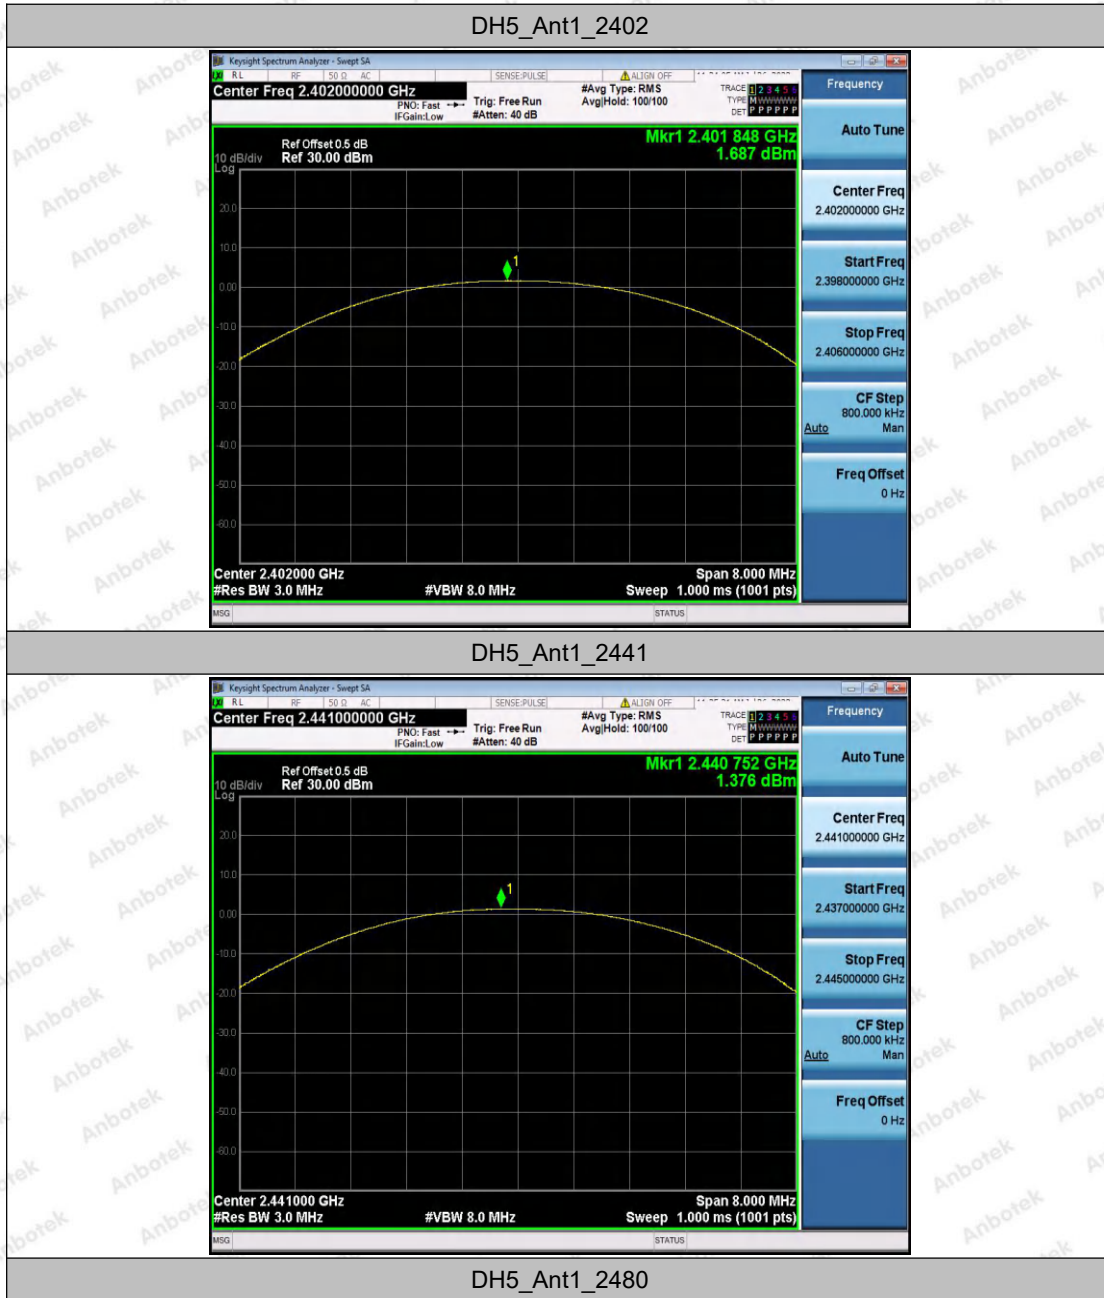 DH5_Ant1_2402
Keysight Spectrum Analyzer - Swept SA
RL RF 50 Ω AC SENSE:PULSE ALIGN OFF
Center Freq 2.402000000 GHz
PNO: Fast
IFGain:Low
Trig: Free Run
#Atten: 40 dB
#Avg Type: RMS
Avg|Hold: 100/100
TRACE 1 2 3 4 5 6
TYPE M W W W W W
DET P P P P P P
Mkr1 2.401 848 GHz
1.687 dBm
Ref Offset 0.5 dB
10 dB/div Ref 30.00 dBm
Log
20.0
10.0
0.00
-10.0
-20.0
-30.0
-40.0
-50.0
-60.0
1
Center 2.402000 GHz Span 8.000 MHz
#Res BW 3.0 MHz #VBW 8.0 MHz Sweep 1.000 ms (1001 pts)
MSG STATUS
Frequency
Auto Tune
Center Freq
2.402000000 GHz
Start Freq
2.398000000 GHz
Stop Freq
2.406000000 GHz
CF Step
800.000 kHz
Auto Man
Freq Offset
0 Hz
DH5_Ant1_2441
Keysight Spectrum Analyzer - Swept SA
RL RF 50 Ω AC SENSE:PULSE ALIGN OFF
Center Freq 2.441000000 GHz
PNO: Fast
IFGain:Low
Trig: Free Run
#Atten: 40 dB
#Avg Type: RMS
Avg|Hold: 100/100
TRACE 1 2 3 4 5 6
TYPE M W W W W W
DET P P P P P P
Mkr1 2.440 752 GHz
1.376 dBm
Ref Offset 0.5 dB
10 dB/div Ref 30.00 dBm
Log
20.0
10.0
0.00
-10.0
-20.0
-30.0
-40.0
-50.0
-60.0
1
Center 2.441000 GHz Span 8.000 MHz
#Res BW 3.0 MHz #VBW 8.0 MHz Sweep 1.000 ms (1001 pts)
MSG STATUS
Frequency
Auto Tune
Center Freq
2.441000000 GHz
Start Freq
2.437000000 GHz
Stop Freq
2.445000000 GHz
CF Step
800.000 kHz
Auto Man
Freq Offset
0 Hz
DH5_Ant1_2480
Anbotek